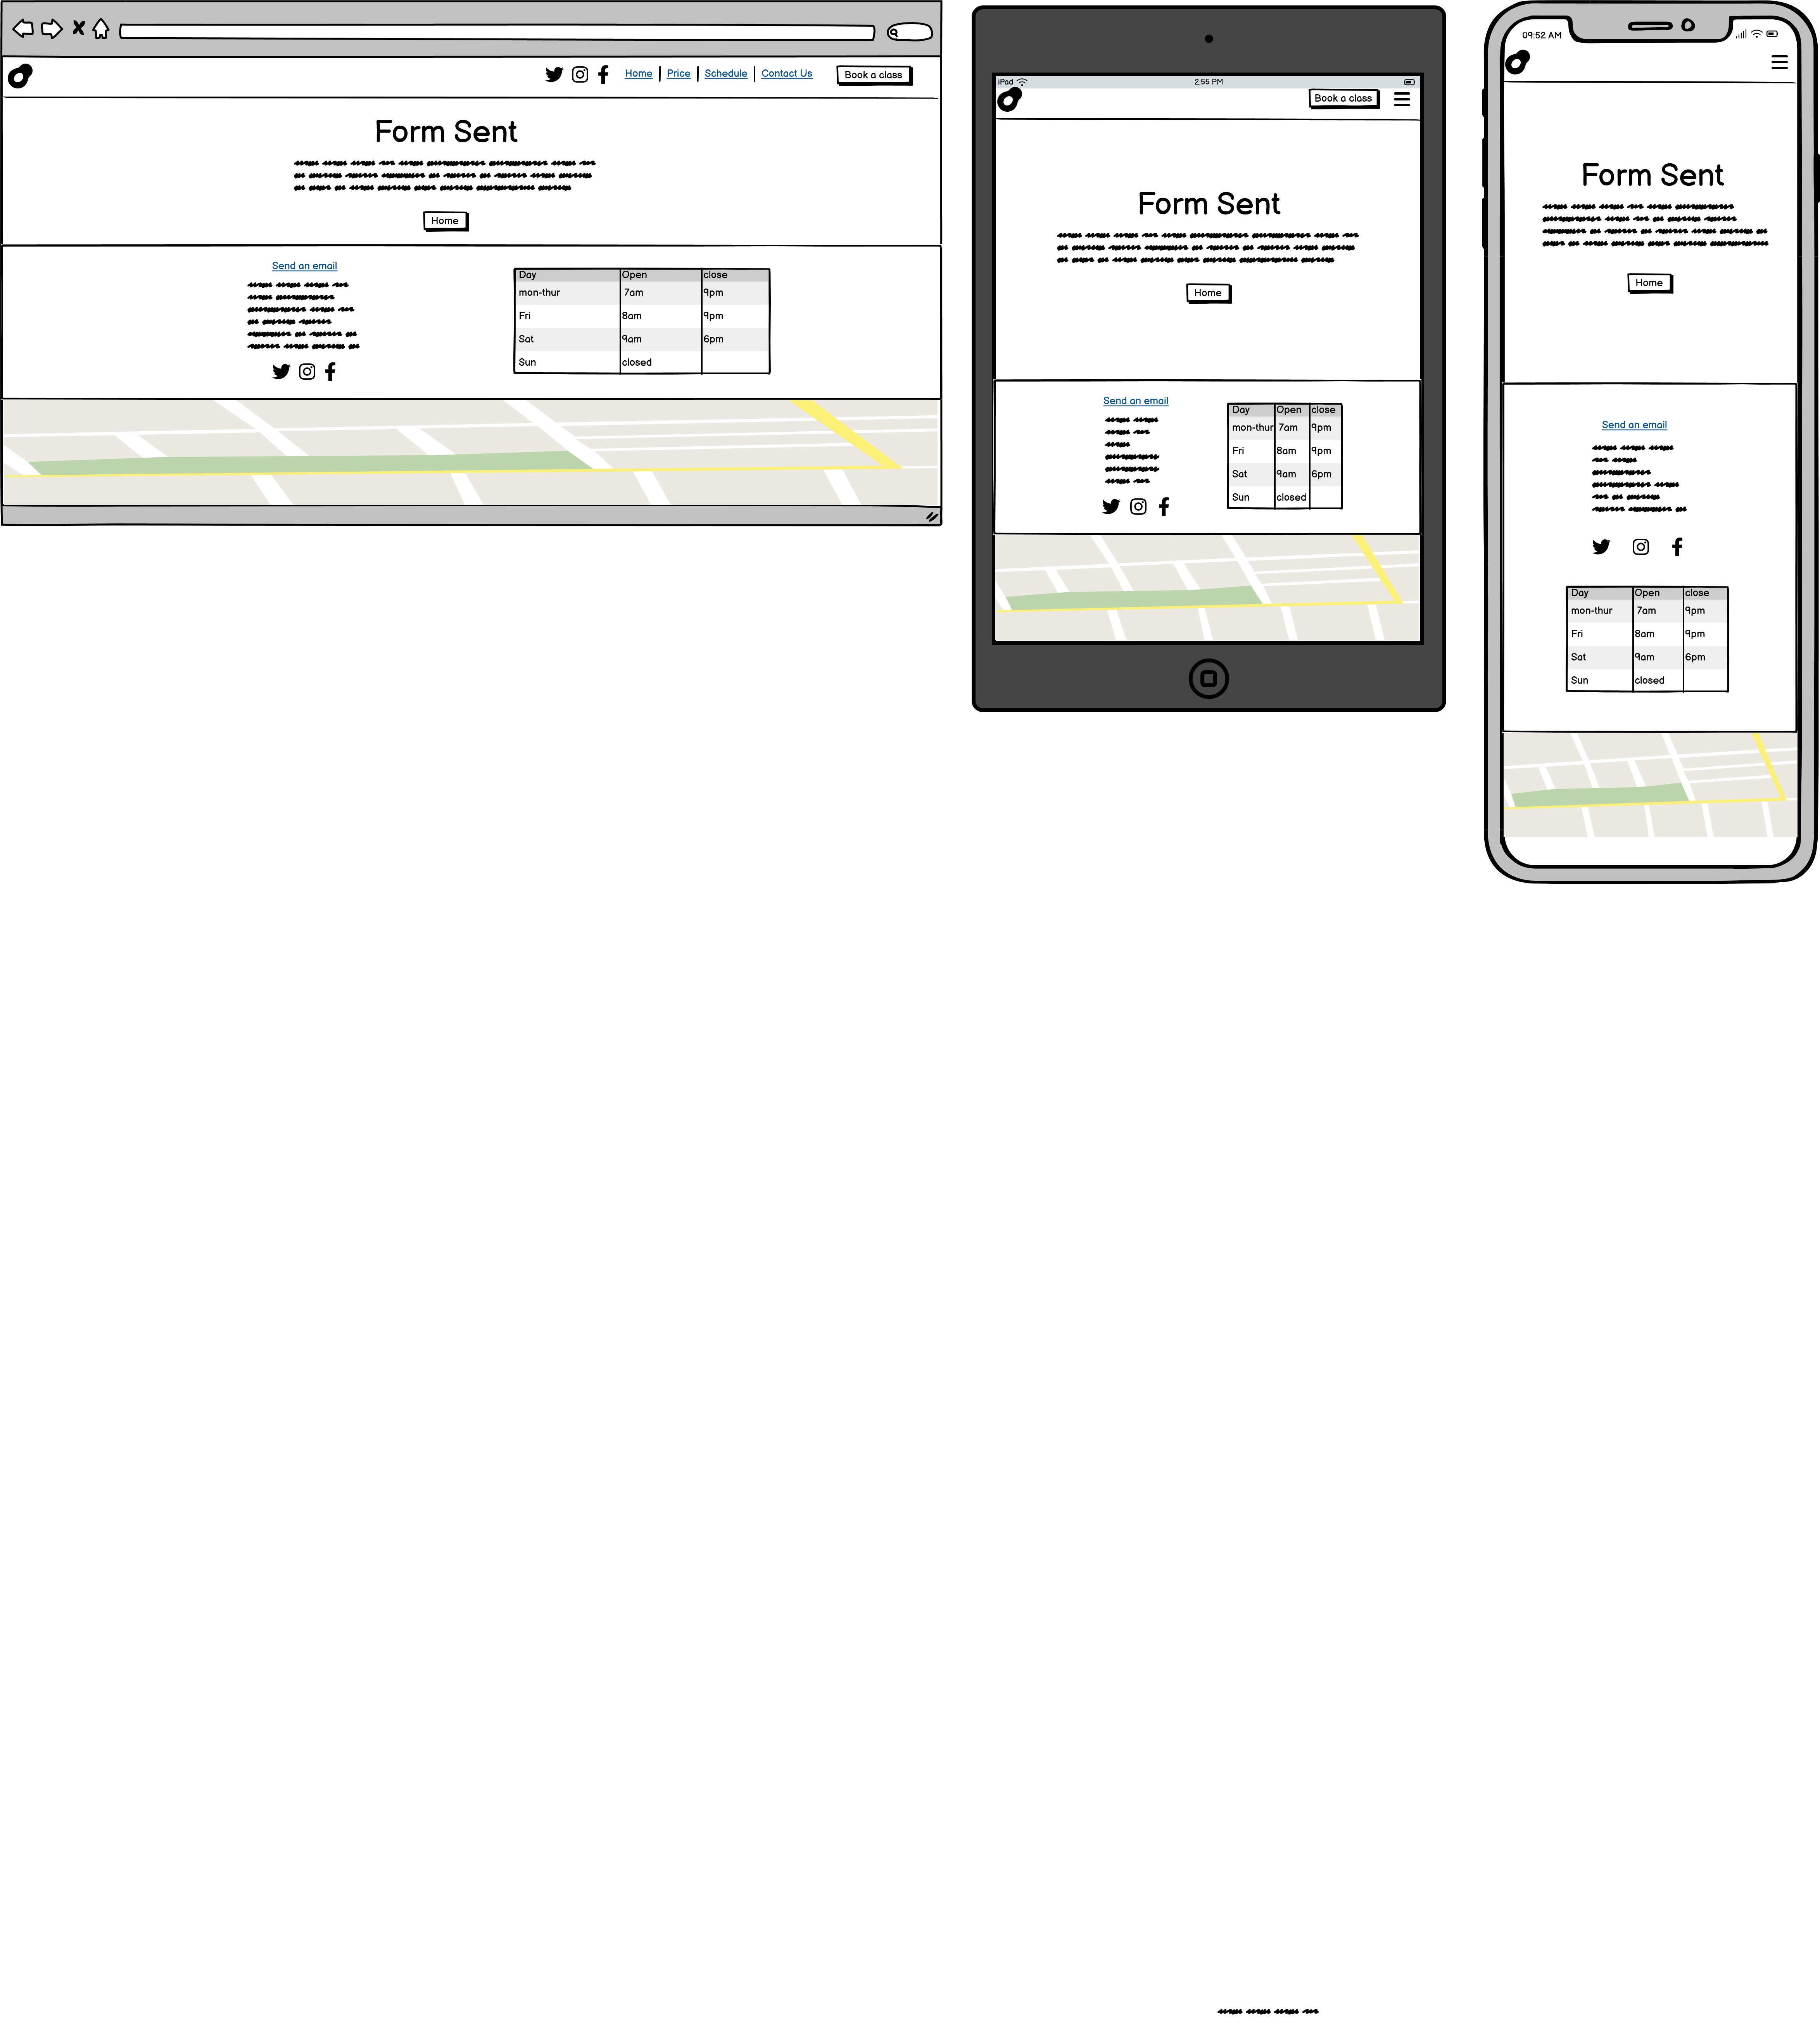 Home | Price | Schedule | Contact Us
Book a class
Form Sent
Home
Send an email
Day Open close
mon-thur 7am 9pm
Fri 8am 9pm
Sat 9am 6pm
Sun closed
iPad
2:55 PM
Book a class
Form Sent
Home
Send an email
Day Open close
mon-thur 7am 9pm
Fri 8am 9pm
Sat 9am 6pm
Sun closed
09:52 AM
Form Sent
Home
Send an email
Day Open close
mon-thur 7am 9pm
Fri 8am 9pm
Sat 9am 6pm
Sun closed